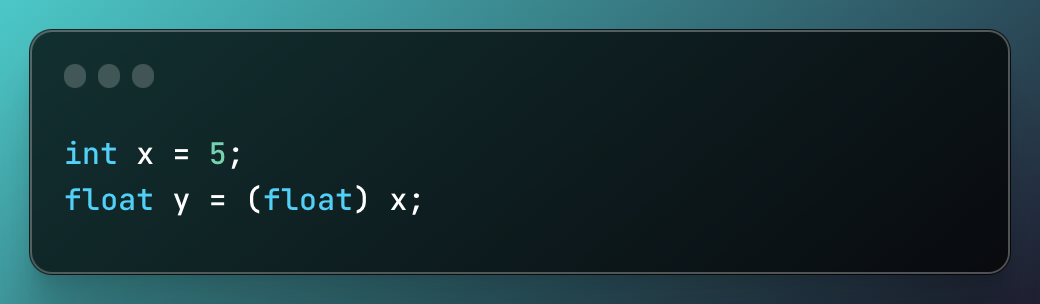 int x = 5;
float y = (float) x;